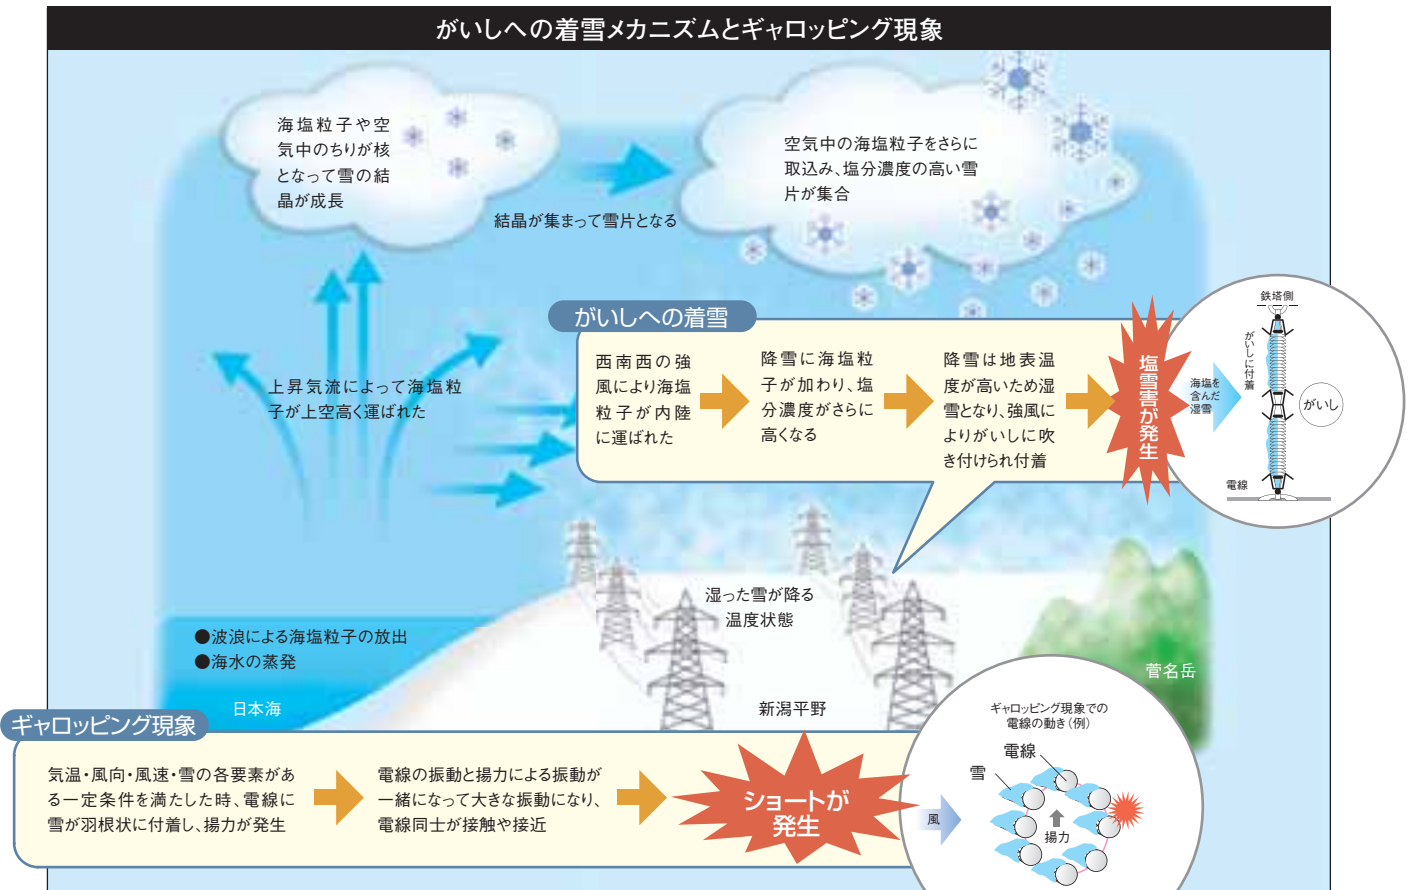 がいしへの着雪メカニズムとギャロッピング現象
海塩粒子や空
気中のちりが核
となって雪の結
晶が成長
結晶が集まって雪片となる
空気中の海塩粒子をさらに
取込み、塩分濃度の高い雪
片が集合
上昇気流によって海塩粒
子が上空高く運ばれた
がいしへの着雪
西南西の強
風により海塩
粒子が内陸
に運ばれた
降雪に海塩粒
子が加わり、塩
分濃度がさらに
高くなる
降雪は地表温
度が高いため湿
雪となり、強風に
よりがいしに吹
き付けられ付着
塩雪害が発生
海塩を
含んだ
湿雪
鉄塔側
がいしに付着
がいし
電線
湿った雪が降る
温度状態
●波浪による海塩粒子の放出
●海水の蒸発
日本海
新潟平野
菅名岳
ギャロッピング現象
気温・風向・風速・雪の各要素があ
る一定条件を満たした時、電線に
雪が羽根状に付着し、揚力が発生
電線の振動と揚力による振動が
一緒になって大きな振動になり、
電線同士が接触や接近
ショートが
発生
風
ギャロッピング現象での
電線の動き（例）
電線
雪
揚力